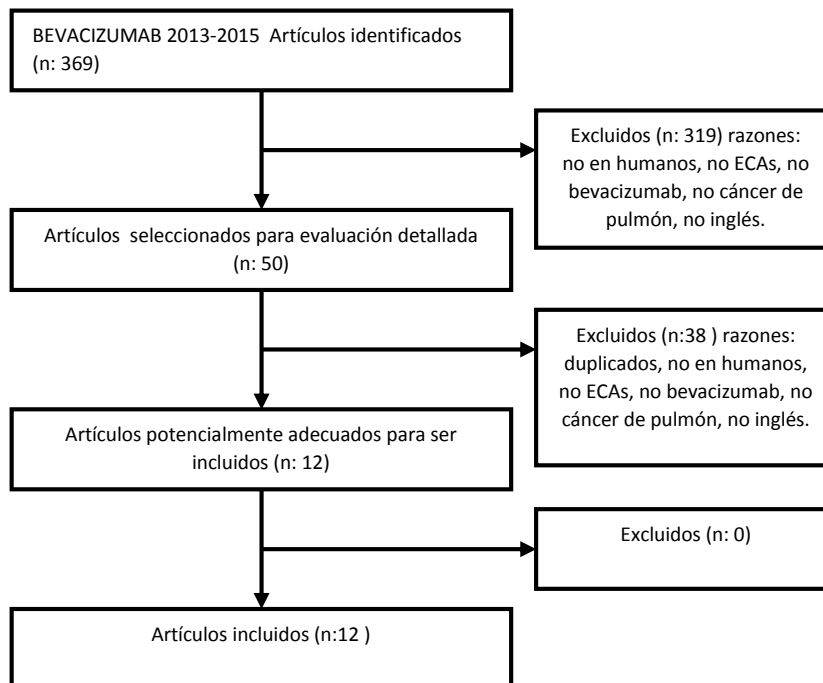 BEVACIZUMAB 2013-2015 Artículos identificados
(n: 369)
Excluidos (n: 319) razones:
no en humanos, no ECAs, no
bevacizumab, no cáncer de
pulmón, no inglés.
Artículos seleccionados para evaluación detallada
(n: 50)
Excluidos (n:38 ) razones:
duplicados, no en humanos,
no ECAs, no bevacizumab, no
cáncer de pulmón, no inglés.
Artículos potencialmente adecuados para ser
incluidos (n: 12)
Excluidos (n: 0)
Artículos incluidos (n:12 )